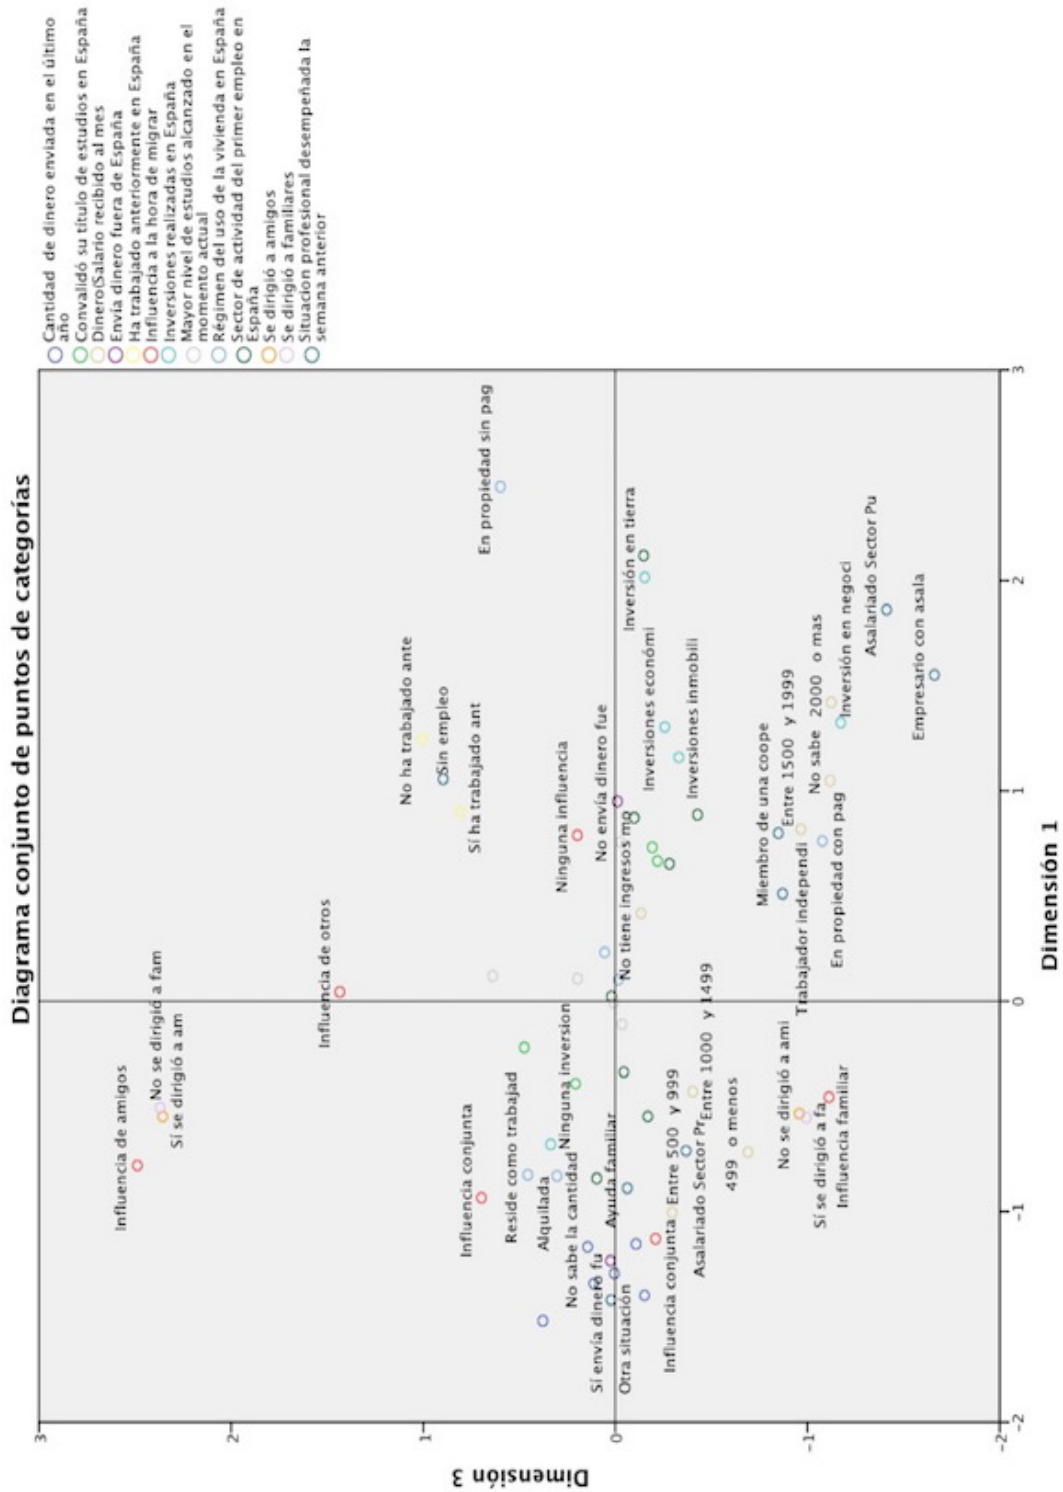 Diagrama conjunto de puntos de categorías
Cantidad de dinero enviada en el último
año
Convalidó su título de estudios en España
Dinero(Salario recibido al mes
Envía dinero fuera de España
Ha trabajado anteriormente en España
Influencia a la hora de migrar
Inversiones realizadas en España
Mayor nivel de estudios alcanzado en el
momento actual
Régimen del uso de la vivienda en España
Sector de actividad del primer empleo en
España
Se dirigió a amigos
Se dirigió a familiares
Situacion profesional desempeñada la
semana anterior
Influencia de amigos
No se dirigió a fam
Sí se dirigió a am
Influencia de otros
No ha trabajado ante
Sin empleo
Sí ha trabajado ant
En propiedad sin pag
Influencia conjunta
Reside como trabajad
Alquilada
Ninguna inversion
No sabe la cantidad
Ninguna influencia
No envía dinero fue
Sí envía dinero fu
Ayuda familiar
Otra situación
No tiene ingresos mo
Inversión en tierra
Inversiones económi
Inversiones inmobili
Influencia conjunta
Entre 500 y 999
Asalariado Sector Pr
Entre 1000 y 1499
499 o menos
Miembro de una coope
Entre 1500 y 1999
Trabajador independi
No sabe
2000 o mas
En propiedad con pag
Inversión en negoci
Asalariado Sector Pu
Empresario con asala
No se dirigió a ami
Sí se dirigió a fa
Influencia familiar
3
2
1
0
-1
-2
Dimensión 3
-2
-1
0
1
2
3
Dimensión 1